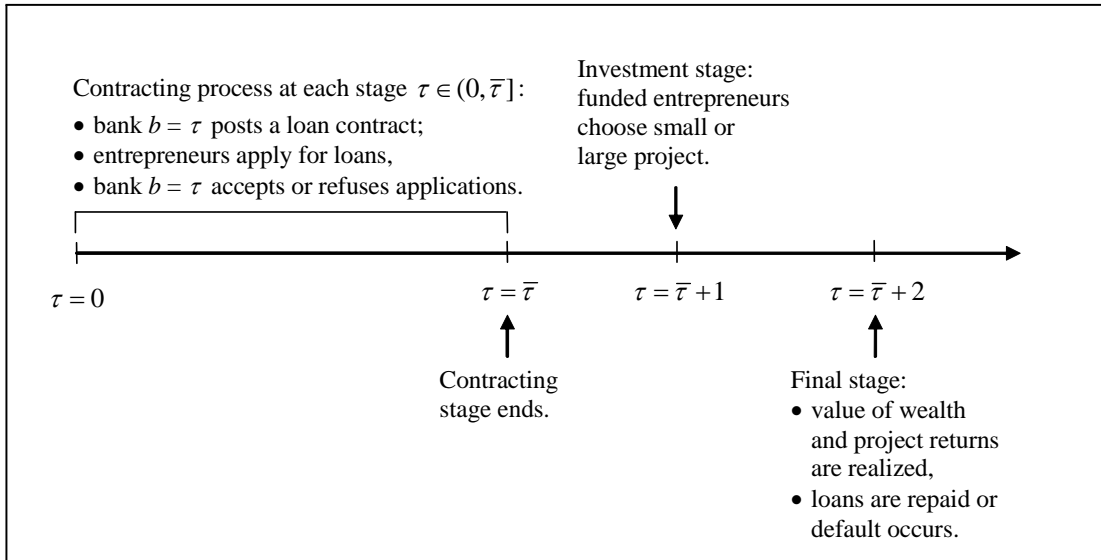 Contracting process at each stage τ ∈ (0, τ̄]:
• bank b = τ posts a loan contract;
• entrepreneurs apply for loans,
• bank b = τ accepts or refuses applications.
Investment stage:
funded entrepreneurs
choose small or
large project.
τ = 0
τ = τ̄
τ = τ̄ + 1
τ = τ̄ + 2
Contracting
stage ends.
Final stage:
• value of wealth
and project returns
are realized,
• loans are repaid or
default occurs.